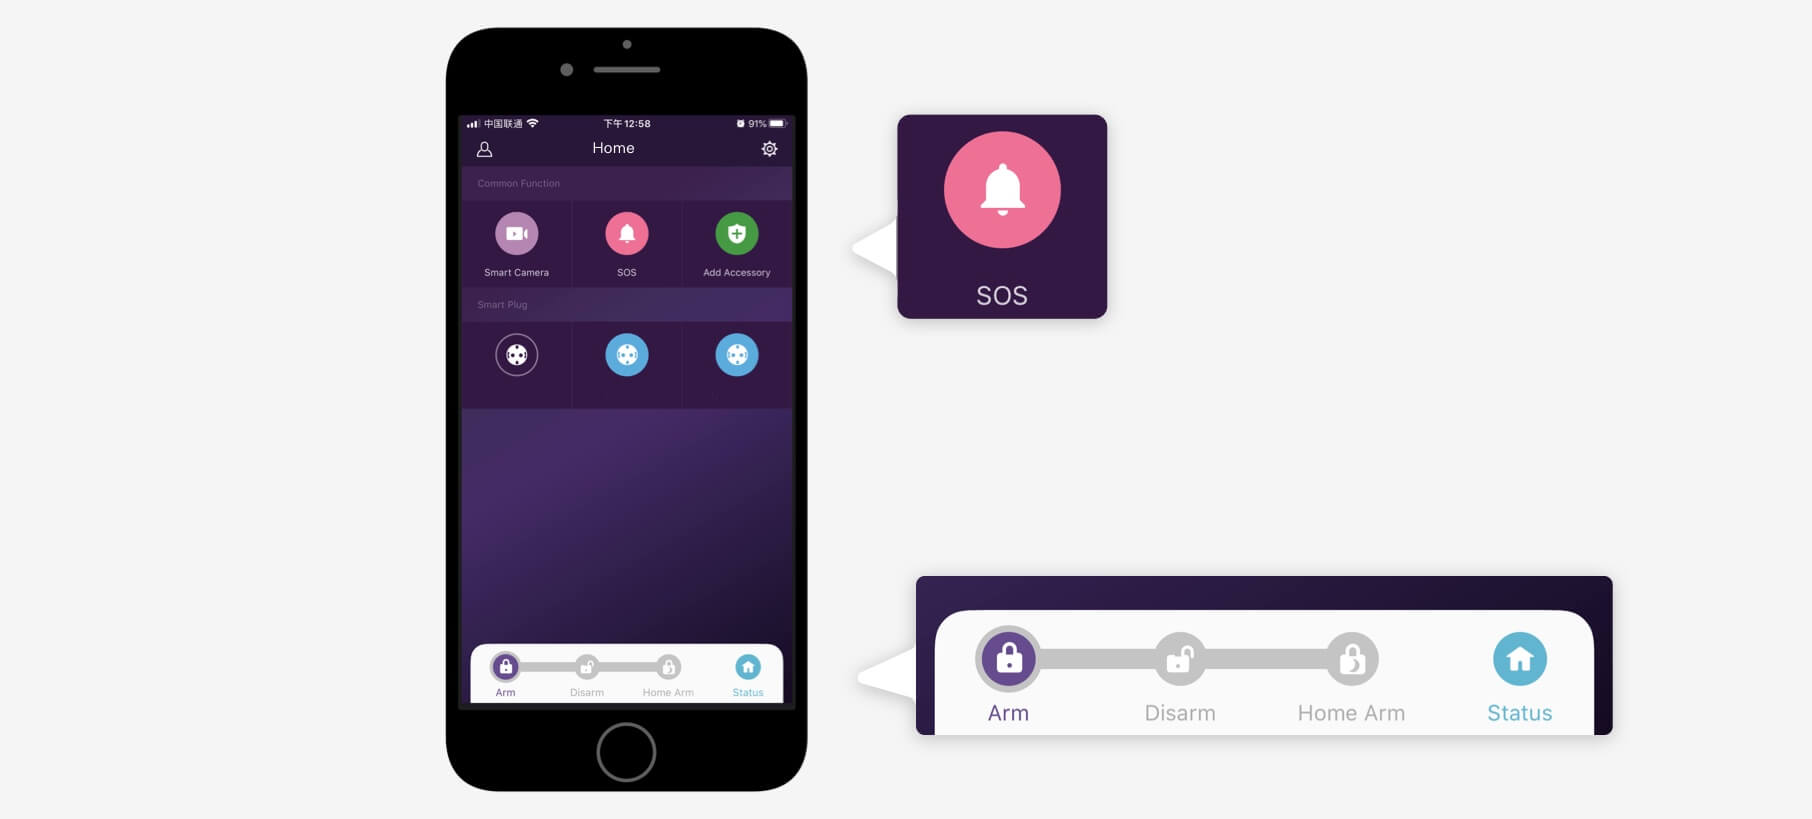 中国联通 下午12:58 91%
Home
Common Function
Smart Camera SOS Add Accessory
Smart Plug
Arm Disarm Home Arm Status
SOS
Arm Disarm Home Arm Status